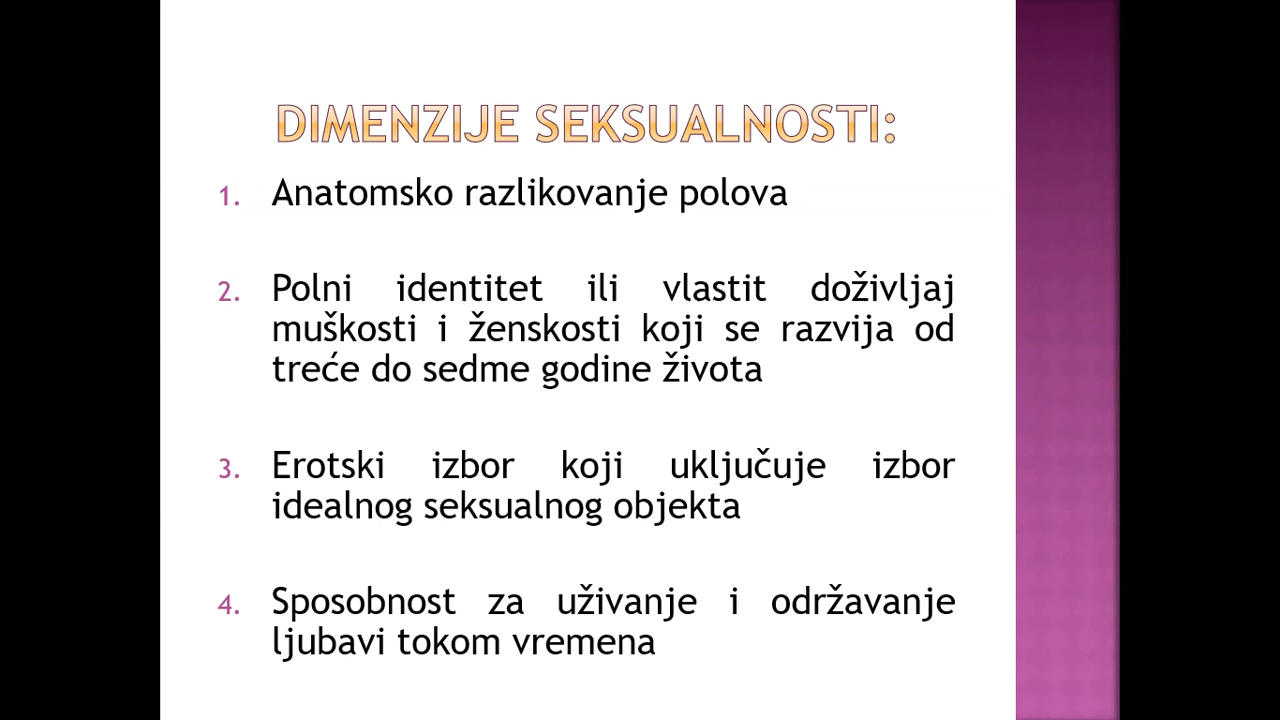 DIMENZIJE SEKSUALNOSTI:
1. Anatomsko razlikovanje polova
2. Polni identitet ili vlastit doživljaj
muškosti i ženskosti koji se razvija od
treće do sedme godine života
3. Erotski izbor koji uključuje izbor
idealnog seksualnog objekta
4. Sposobnost za uživanje i održavanje
ljubavi tokom vremena